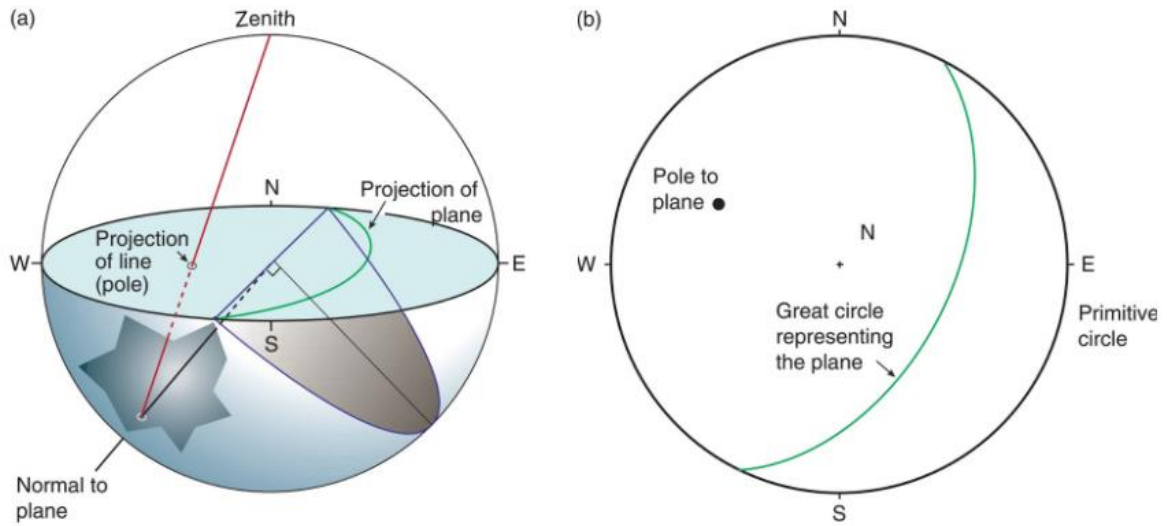 (a)
Zenith
N
Projection of
plane
Projection
of line
(pole)
W
E
S
Normal to
plane
(b)
N
Pole to
plane
N
W
E
Great circle
representing
the plane
Primitive
circle
S